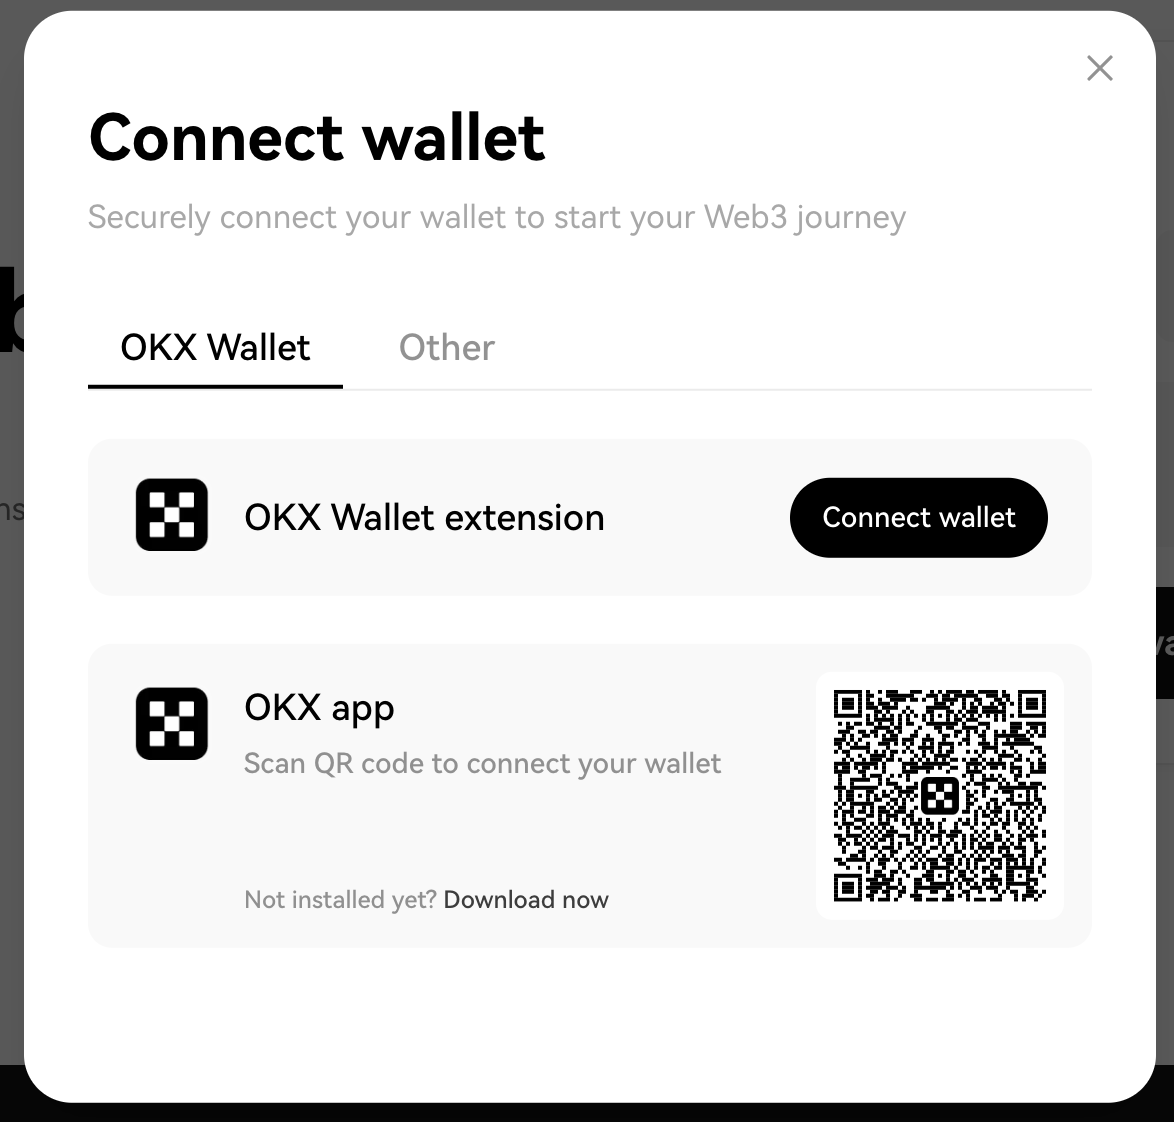 Connect wallet
Securely connect your wallet to start your Web3 journey
OKX Wallet
Other
OKX Wallet extension
Connect wallet
OKX app
Scan QR code to connect your wallet
Not installed yet? Download now